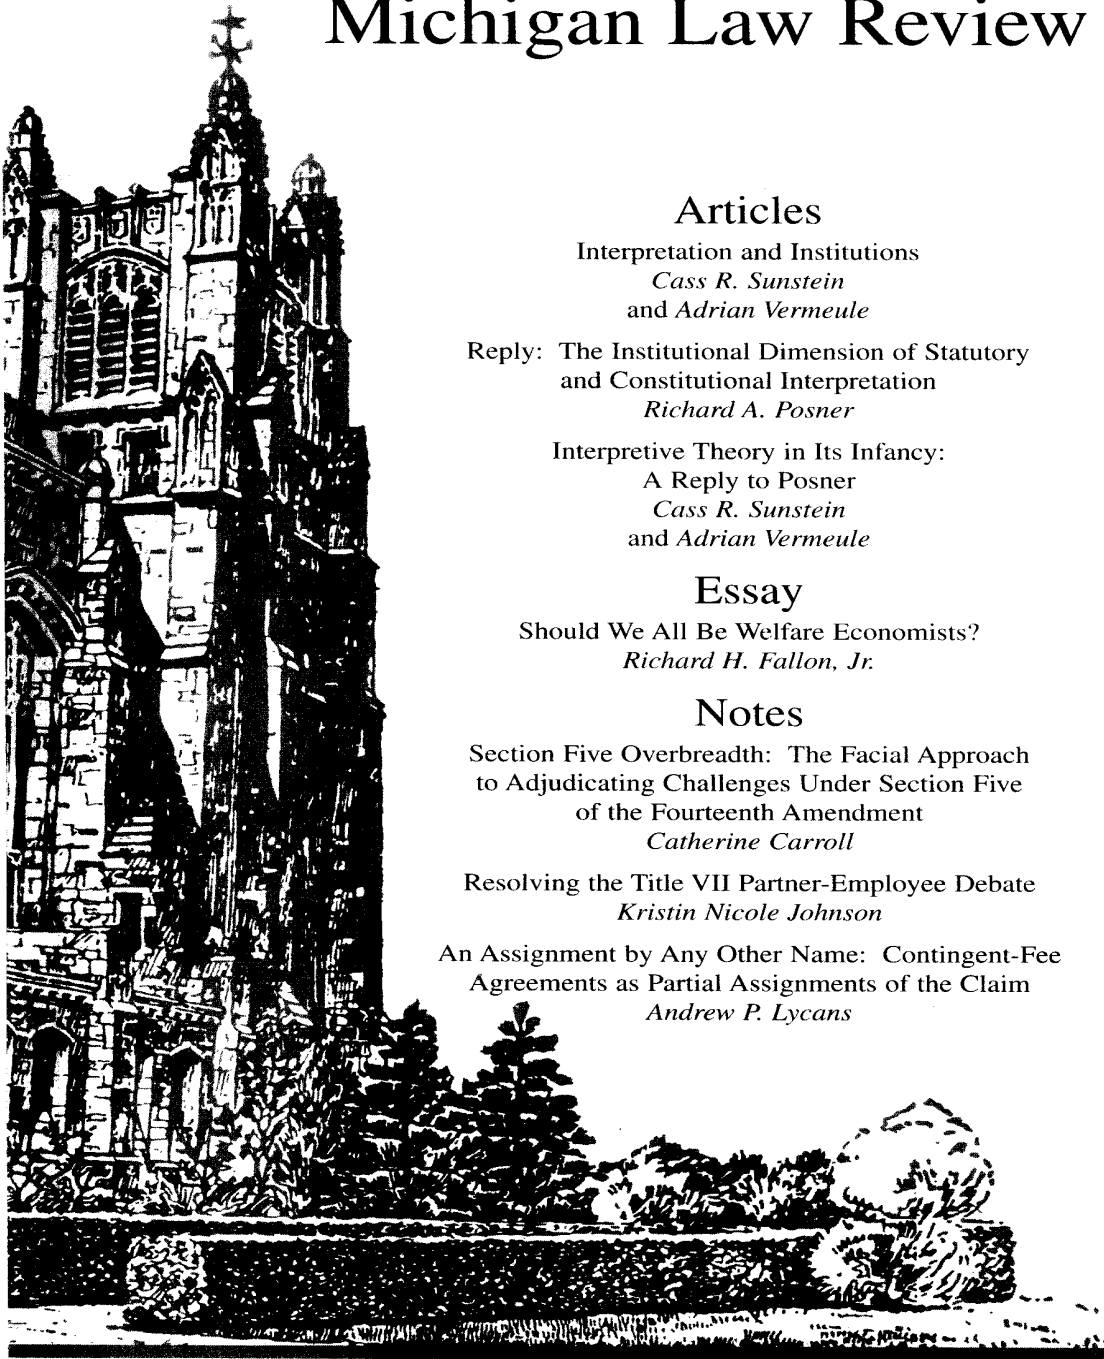 Michigan Law Review
Articles
Interpretation and Institutions
Cass R. Sunstein
and Adrian Vermeule
Reply: The Institutional Dimension of Statutory
and Constitutional Interpretation
Richard A. Posner
Interpretive Theory in Its Infancy:
A Reply to Posner
Cass R. Sunstein
and Adrian Vermeule
Essay
Should We All Be Welfare Economists?
Richard H. Fallon, Jr.
Notes
Section Five Overbreadth: The Facial Approach
to Adjudicating Challenges Under Section Five
of the Fourteenth Amendment
Catherine Carroll
Resolving the Title VII Partner-Employee Debate
Kristin Nicole Johnson
An Assignment by Any Other Name: Contingent-Fee
Agreements as Partial Assignments of the Claim
Andrew P. Lycans